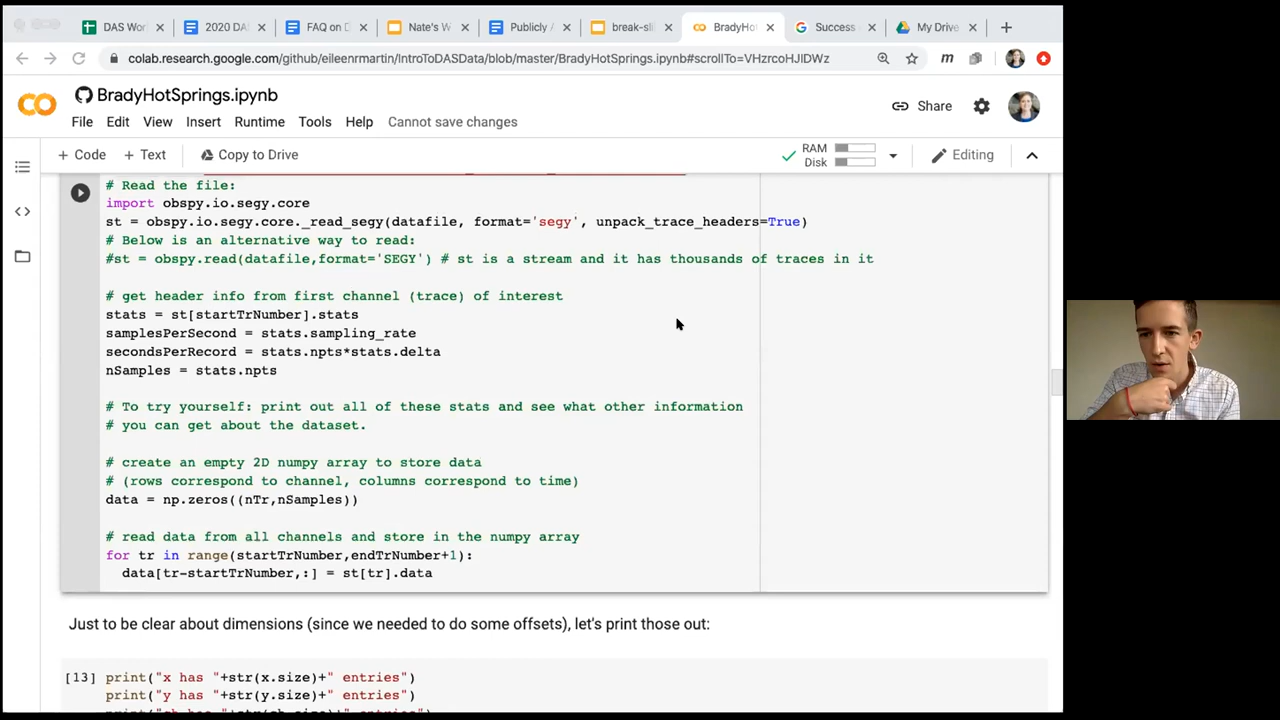 DAS Wor
2020 DA
FAQ on D
Nate's W
Publicly A
break-sli
BradyHo
Success
My Drive
colab.research.google.com/github/eileenrmartin/IntroToDASData/blob/master/BradyHotSprings.ipynb#scrollTo=VHzrcoHJIDWz
BradyHotSprings.ipynb
Share
File Edit View Insert Runtime Tools Help Cannot save changes
+ Code + Text Copy to Drive
RAM
Disk
Editing
# Read the file:
import obspy.io.segy.core
st = obspy.io.segy.core._read_segy(datafile, format='segy', unpack_trace_headers=True)
# Below is an alternative way to read:
#st = obspy.read(datafile,format='SEGY') # st is a stream and it has thousands of traces in it
# get header info from first channel (trace) of interest
stats = st[startTrNumber].stats
samplesPerSecond = stats.sampling_rate
secondsPerRecord = stats.npts*stats.delta
nSamples = stats.npts
# To try yourself: print out all of these stats and see what other information
# you can get about the dataset.
# create an empty 2D numpy array to store data
# (rows correspond to channel, columns correspond to time)
data = np.zeros((nTr,nSamples))
# read data from all channels and store in the numpy array
for tr in range(startTrNumber,endTrNumber+1):
data[tr-startTrNumber,:] = st[tr].data
Just to be clear about dimensions (since we needed to do some offsets), let's print those out:
[13] print("x has "+str(x.size)+" entries")
print("y has "+str(y.size)+" entries")